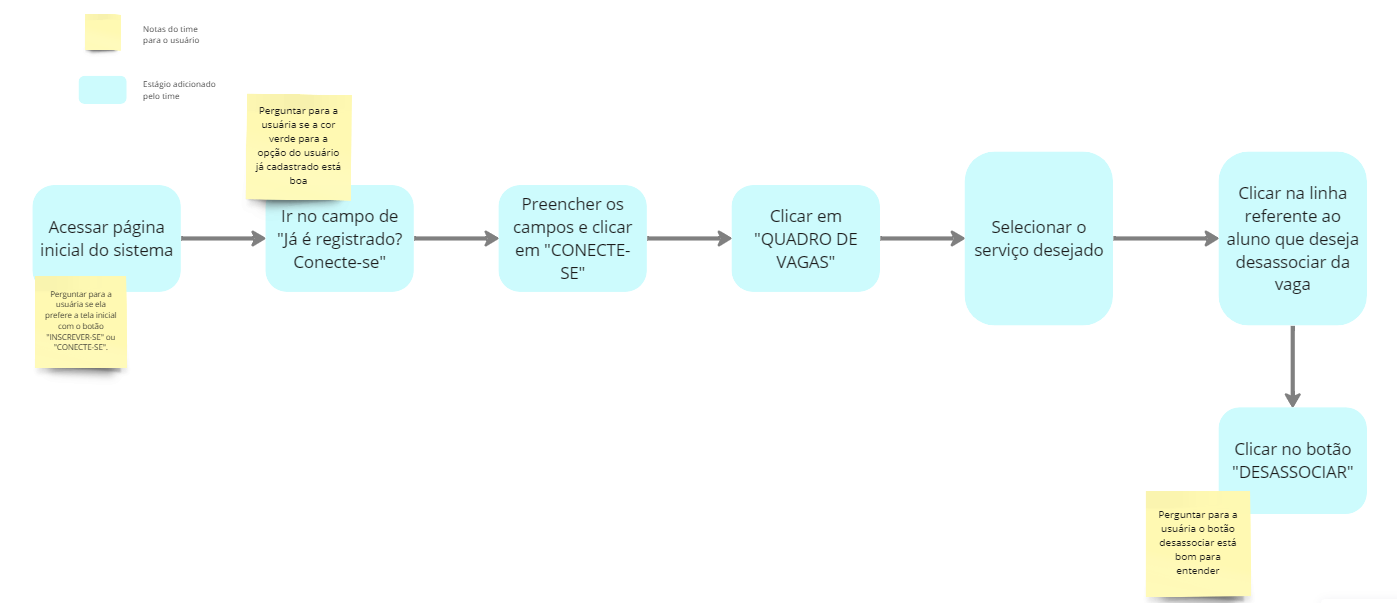 Notas do time
para o usuário
Estágio adicionado
pelo time
Perguntar para a
usuária se a cor
verde para a
opção do usuário
já cadastrado está
boa
Acessar página
inicial do sistema
Perguntar para a
usuária se ela
prefere a tela inicial
com o botão
"INSCREVER-SE" ou
"CONECTE-SE".
Ir no campo de
"Já é registrado?
Conecte-se"
Preencher os
campos e clicar
em "CONECTE-
SE"
Clicar em
"QUADRO DE
VAGAS"
Selecionar o
serviço desejado
Clicar na linha
referente ao
aluno que deseja
desassociar da
vaga
Clicar no botão
"DESASSOCIAR"
Perguntar para a
usuária o botão
desassociar está
bom para
entender